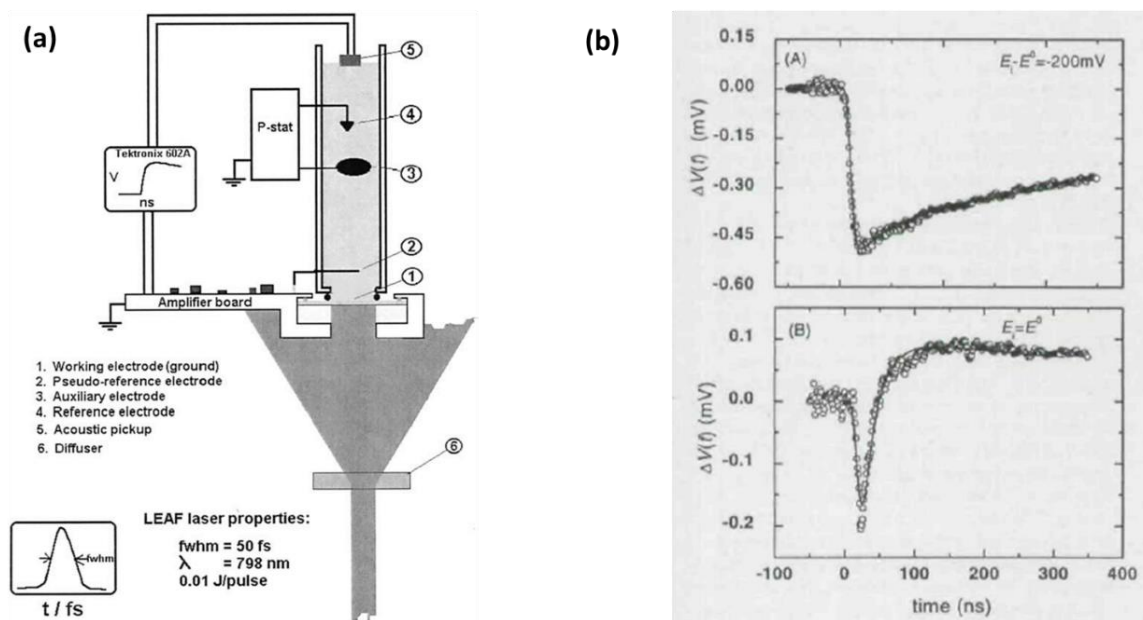 (a)
⑤
④
P-stat
③
Tektronix 602A
V
ns
②
①
Amplifier board
1. Working electrode (ground)
2. Pseudo-reference electrode
3. Auxiliary electrode
4. Reference electrode
5. Acoustic pickup
6. Diffuser
⑥
LEAF laser properties:
fwhm = 50 fs
λ = 798 nm
0.01 J/pulse
fwhm
t / fs
(b)
(A)
E_i-E^0=-200mV
0.15
0.00
-0.15
-0.30
-0.45
-0.60
ΔV(t) (mV)
(B)
E_i=E^0
0.1
0.0
-0.1
-0.2
ΔV(t) (mV)
-100 0 100 200 300 400
time (ns)